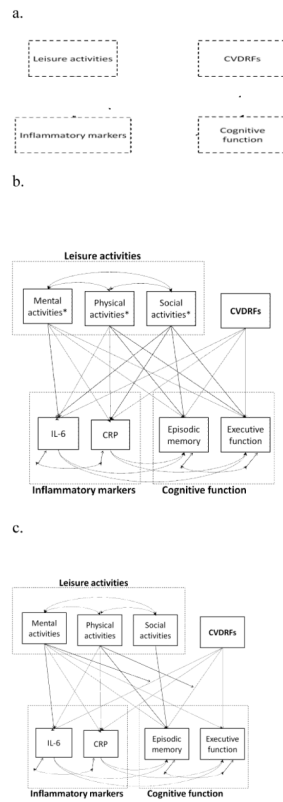 a.
Leisure activities
CVDRFs
Inflammatory markers
Cognitive
function
b.
Leisure activities
Mental
activities*
Physical
activities*
Social
activities*
CVDRFs
IL-6
CRP
Episodic
memory
Executive
function
Inflammatory markers
Cognitive function
c.
Leisure activities
Mental
activities
Physical
activities
Social
activities
CVDRFs
IL-6
CRP
Episodic
memory
Executive
function
Inflammatory markers
Cognitive function